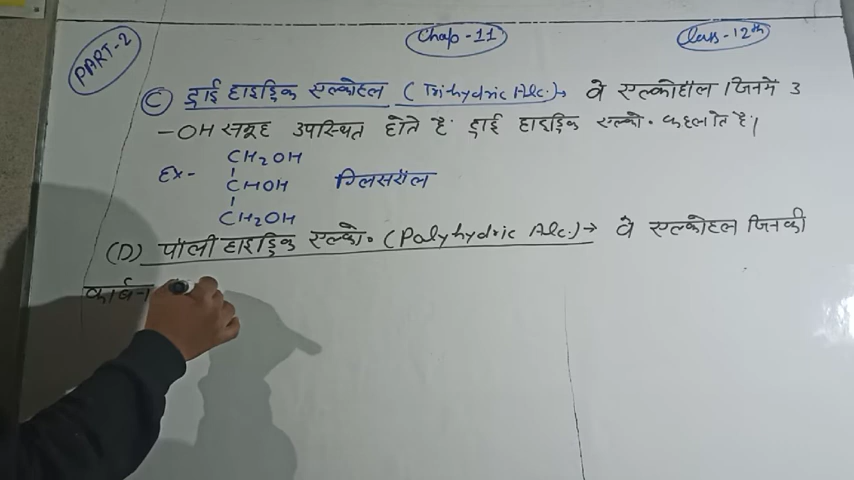 PART-2
Chap-11
Class-12th
(C) ट्राई हाइड्रिक एल्कोहल (Trihydric Alc.)→ वे एल्कोहॉल जिनमें 3
-OH समूह उपस्थित होते हैं ट्राई हाइड्रिक एल्को. कहलाते हैं।
Ex- CH₂OH
CHOH ग्लिसरॉल
CH₂OH
(D) पॉली हाइड्रिक एल्को. (Polyhydric Alc.)→ वे एल्कोहल जिनकी
कार्बन